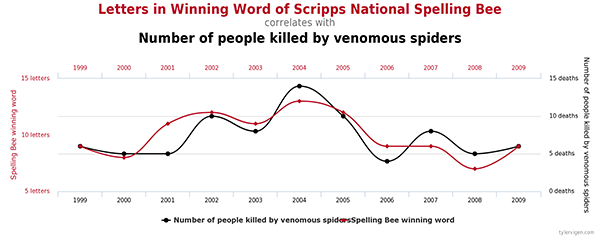 Letters in Winning Word of Scripps National Spelling Bee
correlates with
Number of people killed by venomous spiders
1999 2000 2001 2002 2003 2004 2005 2006 2007 2008 2009
15 letters
10 letters
5 letters
Spelling Bee winning word
15 deaths
10 deaths
5 deaths
0 deaths
Number of people killed by venomous spiders
1999 2000 2001 2002 2003 2004 2005 2006 2007 2008 2009
Number of people killed by venomous spiders Spelling Bee winning word
tylervigen.com